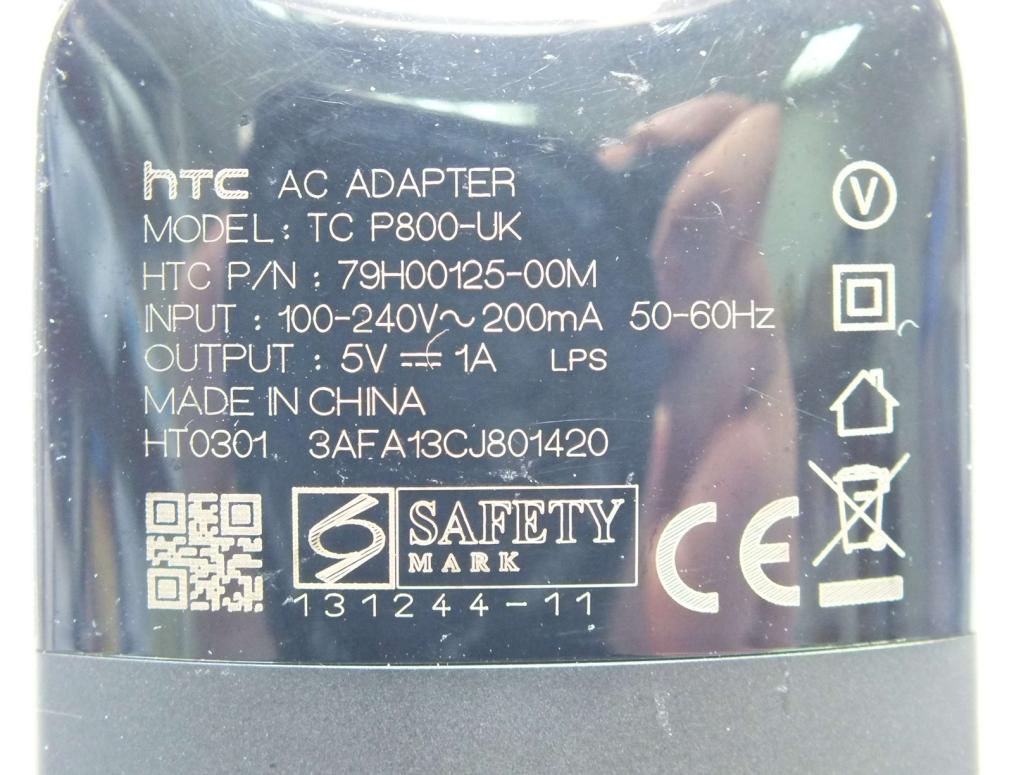 hTC AC ADAPTER
MODEL: TC P800-UK
HTC P/N : 79H00125-00M
INPUT : 100-240V~ 200mA 50-60Hz
OUTPUT : 5V ⎓ 1A LPS
MADE IN CHINA
HT0301 3AFA13CJ801420
V
SAFETY
MARK
131244-11
CE